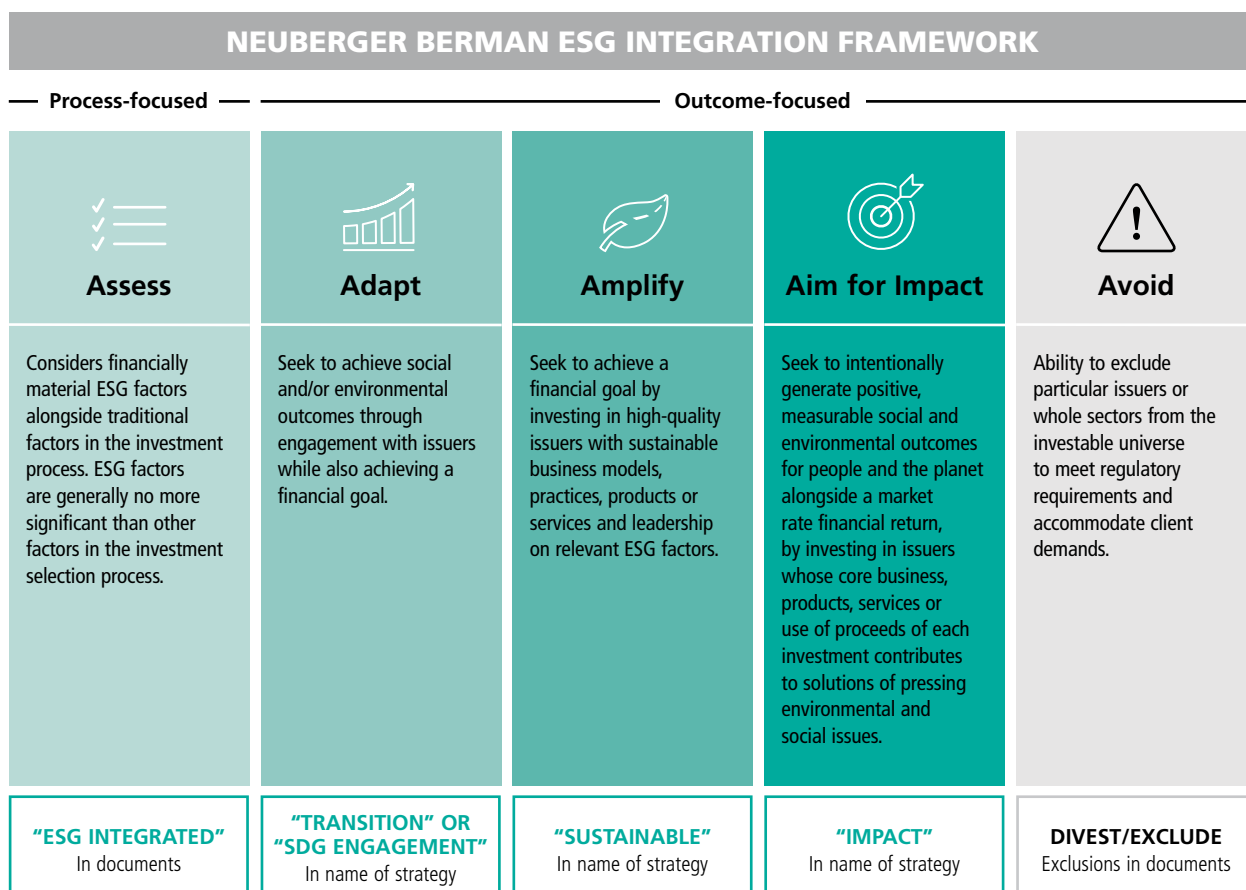 NEUBERGER BERMAN ESG INTEGRATION FRAMEWORK
Process-focused
Outcome-focused
Assess
Considers financially
material ESG factors
alongside traditional
factors in the investment
process. ESG factors
are generally no more
significant than other
factors in the investment
selection process.
"ESG INTEGRATED"
In documents
Adapt
Seek to achieve social
and/or environmental
outcomes through
engagement with issuers
while also achieving a
financial goal.
"TRANSITION" OR
"SDG ENGAGEMENT"
In name of strategy
Amplify
Seek to achieve a
financial goal by
investing in high-quality
issuers with sustainable
business models,
practices, products or
services and leadership
on relevant ESG factors.
"SUSTAINABLE"
In name of strategy
Aim for Impact
Seek to intentionally
generate positive,
measurable social and
environmental outcomes
for people and the planet
alongside a market
rate financial return,
by investing in issuers
whose core business,
products, services or
use of proceeds of each
investment contributes
to solutions of pressing
environmental and
social issues.
"IMPACT"
In name of strategy
Avoid
Ability to exclude
particular issuers or
whole sectors from the
investable universe
to meet regulatory
requirements and
accommodate client
demands.
DIVEST/EXCLUDE
Exclusions in documents